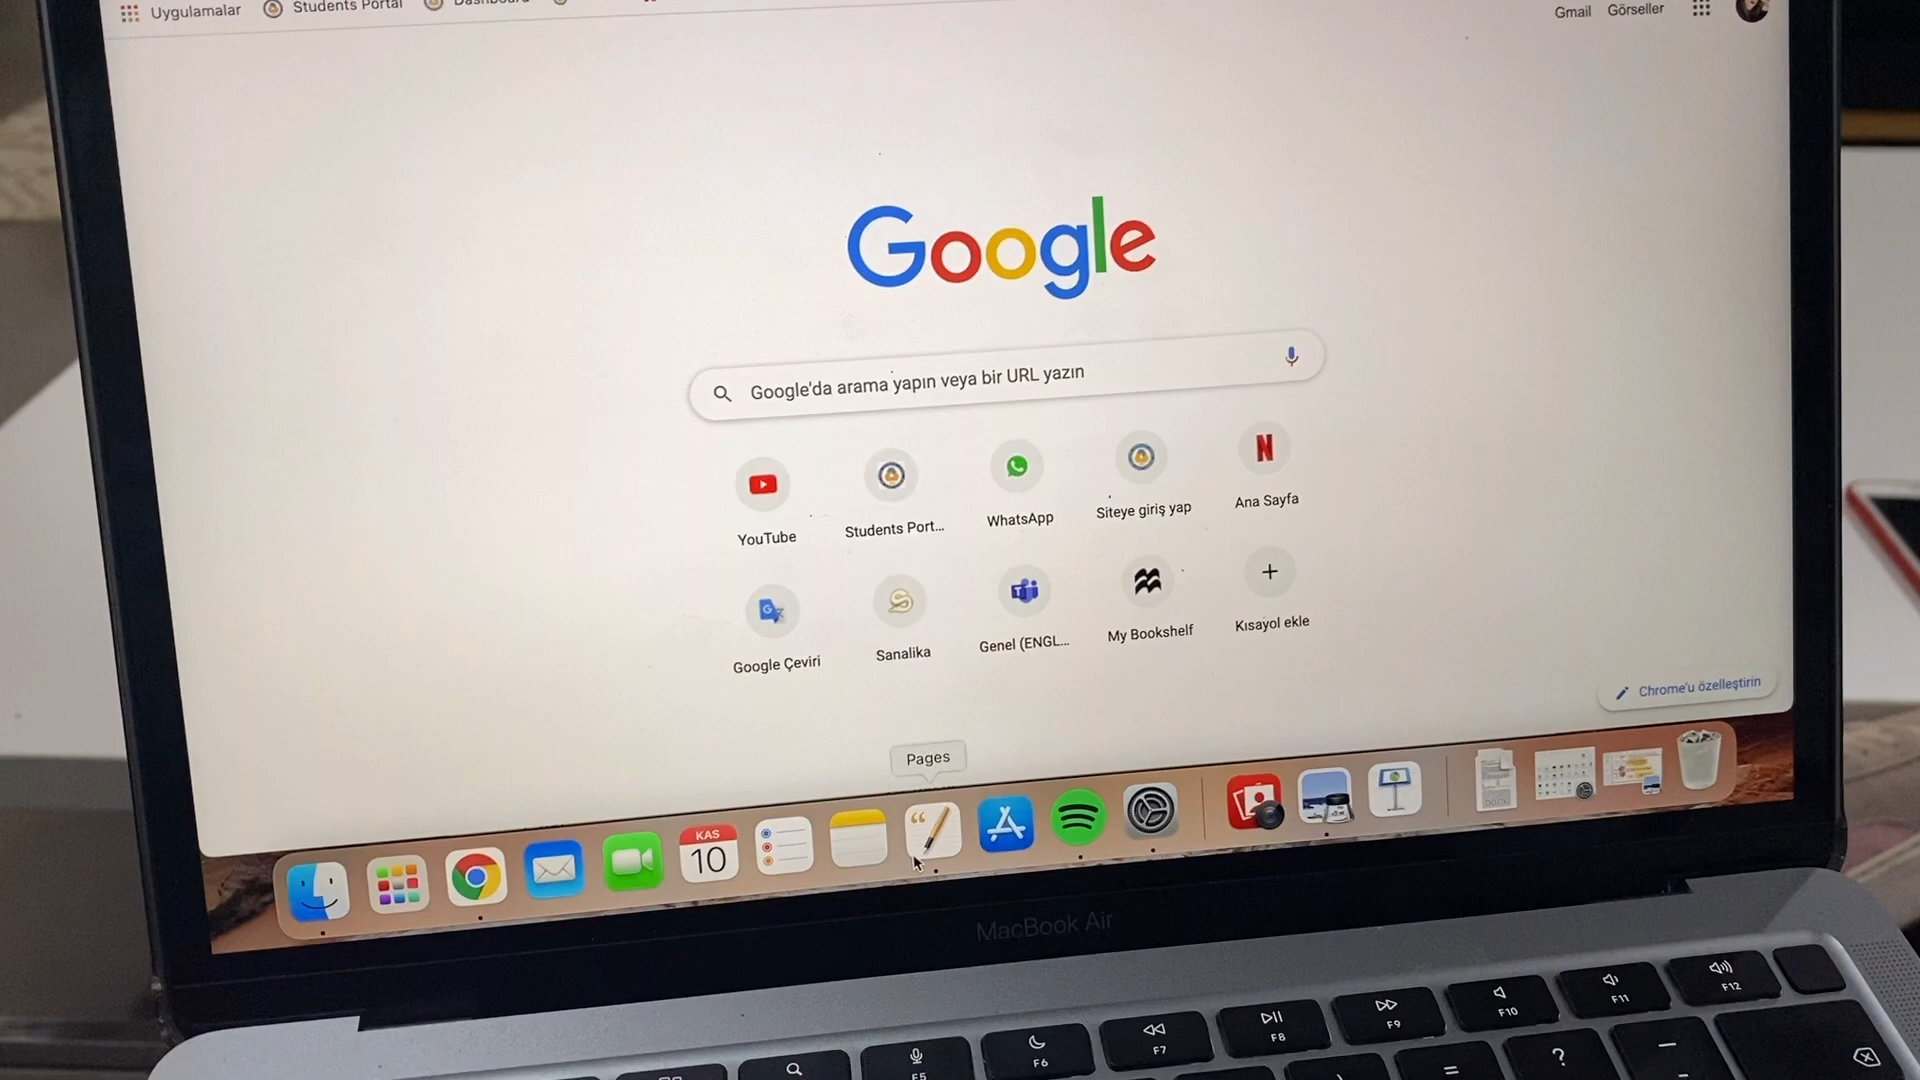 Uygulamalar Students Portal
Gmail Görseller
Google
Google'da arama yapın veya bir URL yazın
YouTube Students Port... WhatsApp Siteye giriş yap Ana Sayfa
Google Çeviri Sanalika Genel (ENGL... My Bookshelf Kısayol ekle
Chrome'u özelleştirin
Pages
KAS
10
MacBook Air
F5 F6 F7 F8 F9 F10 F11 F12
= ? –